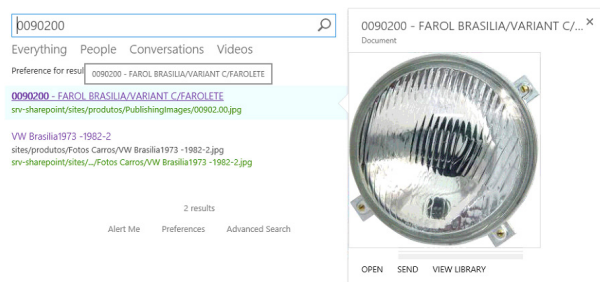 0090200
Everything People Conversations Videos
Preference for resul
0090200 - FAROL BRASILIA/VARIANT C/FAROLETE
0090200 - FAROL BRASILIA/VARIANT C/FAROLETE
srv-sharepoint/sites/produtos/PublishingImages/00902.00.jpg
VW Brasilia1973 -1982-2
sites/produtos/Fotos Carros/VW Brasilia1973 -1982-2.jpg
srv-sharepoint/sites/.../Fotos Carros/VW Brasilia1973 -1982-2.jpg
2 results
Alert Me Preferences Advanced Search
0090200 - FAROL BRASILIA/VARIANT C/...
Document
OPEN SEND VIEW LIBRARY